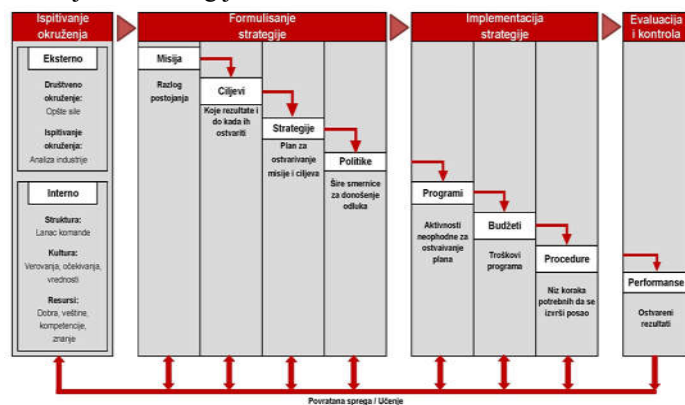 Ispitivanje
okruženja
Formulisanje
strategije
Implementacija
strategije
Evaluacija
i kontrola
Eksterno
Društveno
okruženje:
Opšte sile
Ispitivanje
okruženja:
Analiza industrije
Interno
Struktura:
Lanac komande
Kultura:
Verovanja, očekivanja,
vrednosti
Resursi:
Dobra, veštine,
kompetencije,
znanje
Misija
Razlog
postojanja
Ciljevi
Koje rezultate i
do kada ih
ostvariti
Strategije
Plan za
ostvarivanje
misije i ciljeva
Politike
Šire smernice
za donošenje
odluka
Programi
Aktivnosti
neophodne za
ostvaivanje
plana
Budžeti
Troškovi
programa
Procedure
Niz koraka
potrebnih da se
izvrši posao
Performanse
Ostvareni
rezultati
Povratana sprega / Učenje